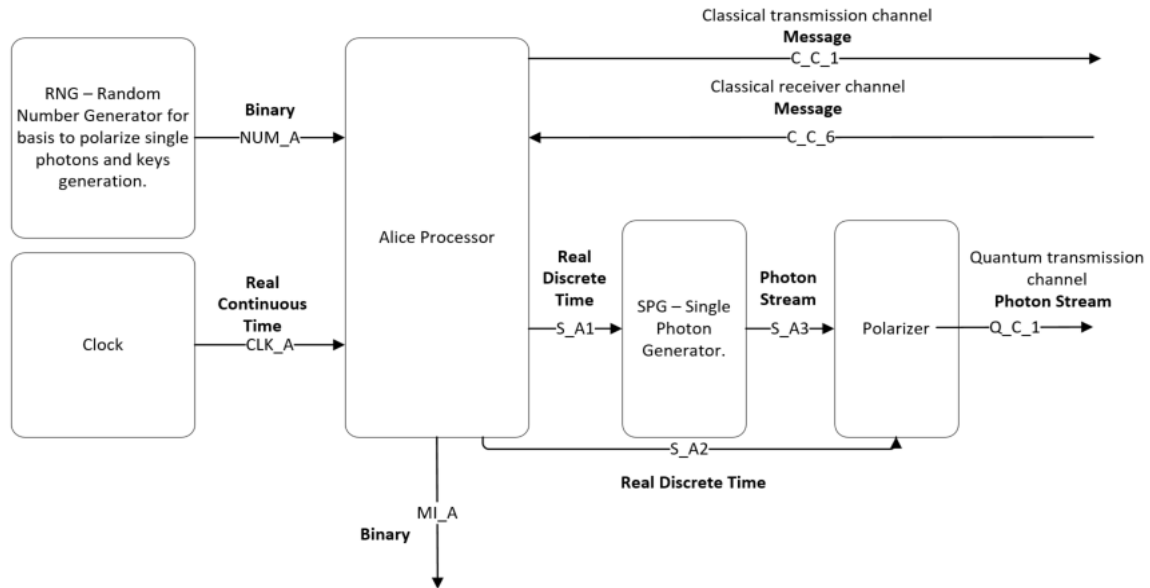 Classical transmission channel
Message
C_C_1
Classical receiver channel
Message
C_C_6
RNG – Random
Number Generator for
basis to polarize single
photons and keys
generation.
Binary
NUM_A
Alice Processor
Clock
Real
Continuous
Time
CLK_A
Real
Discrete
Time
S_A1
SPG – Single
Photon
Generator.
Photon
Stream
S_A3
Polarizer
Quantum transmission
channel
Photon Stream
Q_C_1
S_A2
Real Discrete Time
MI_A
Binary